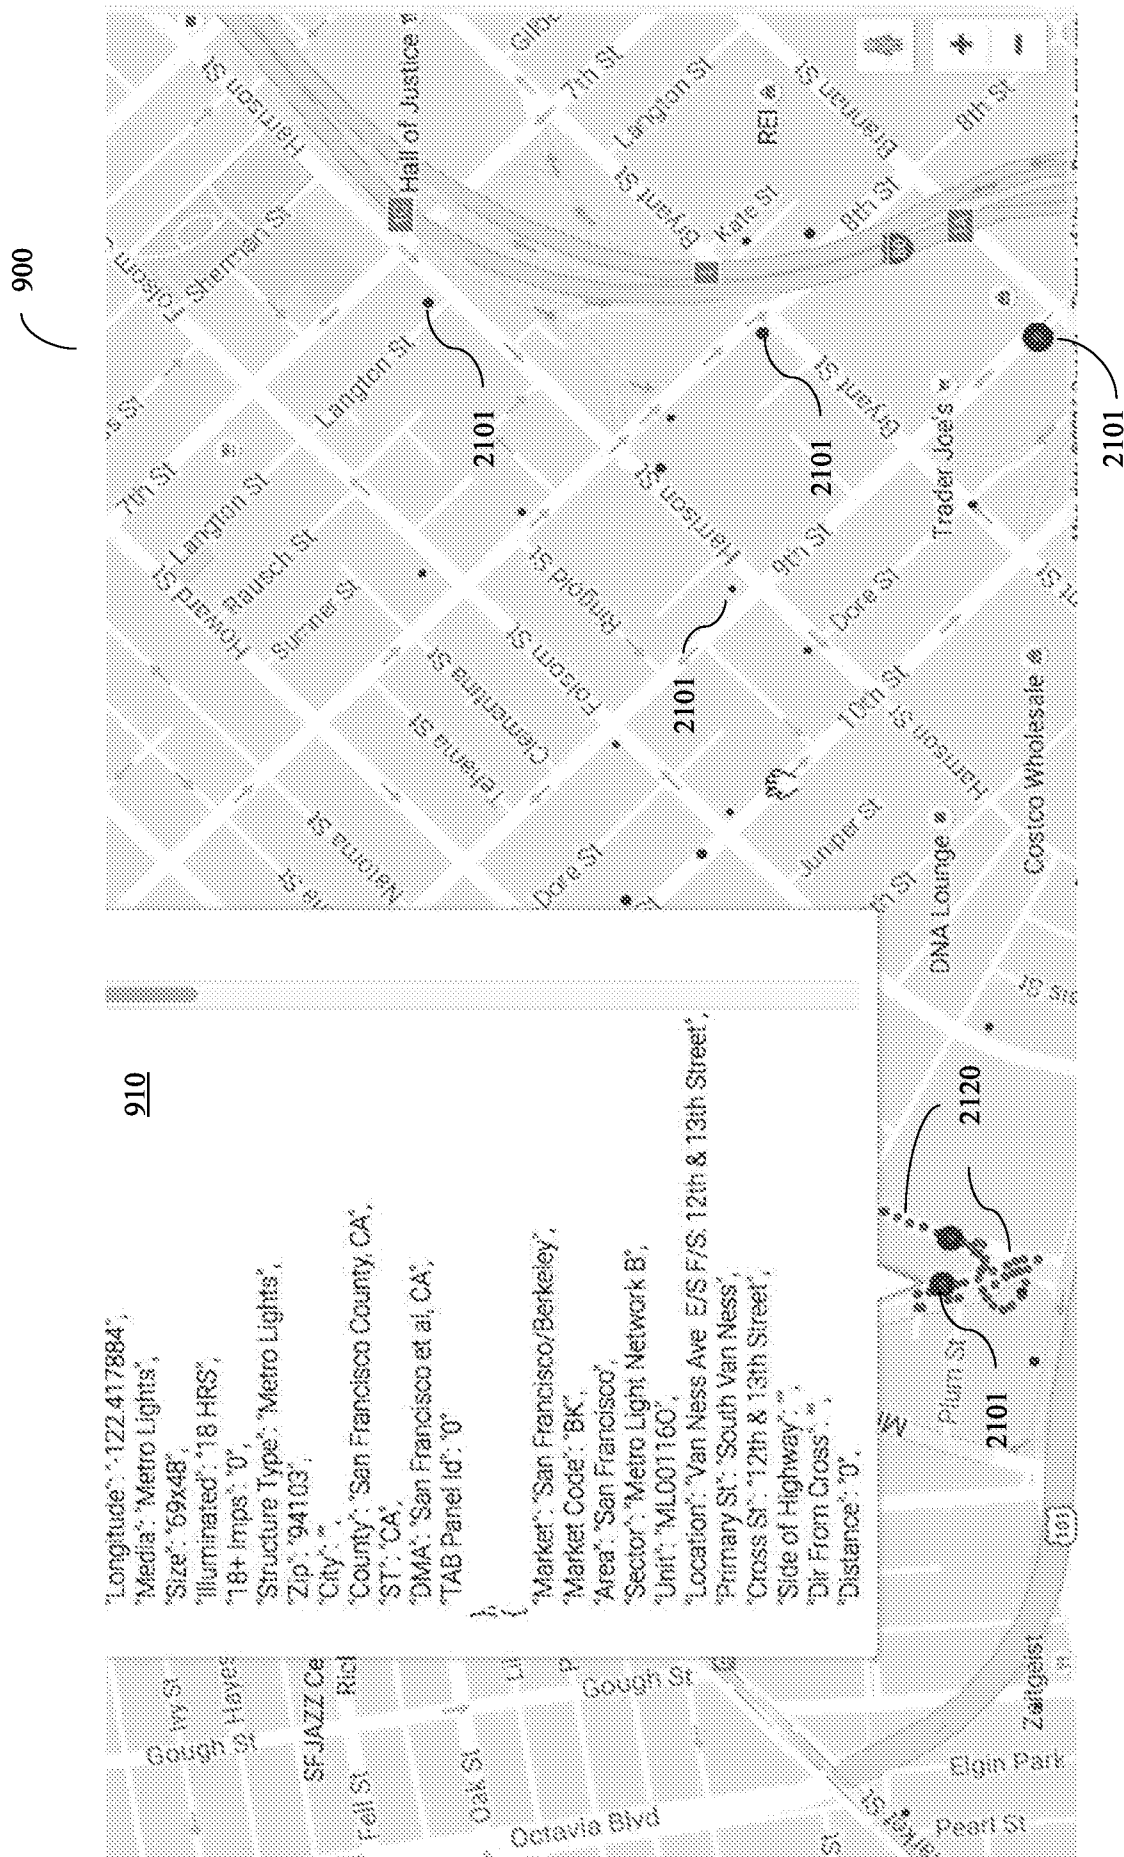 900
910
"Longitude": "-122.417884",
"Media": "Metro Lights",
"Size": "69x48",
"Illuminated": "18 HRS",
"18+ Imps": "0",
"Structure Type": "Metro Lights",
"Zip": "94103",
"City": "",
"County": "San Francisco County, CA",
"ST": "CA",
"DMA": "San Francisco et al, CA",
"TAB Panel Id": "0"
"Market": "San Francisco/Berkeley",
"Market Code": "BK",
"Area": "San Francisco",
"Sector": "Metro Light Network B",
"Unit": "ML001160",
"Location": "Van Ness Ave E/S F/S: 12th & 13th Street",
"Primary St": "South Van Ness",
"Cross St": "12th & 13th Street",
"Side of Highway": "",
"Dir From Cross": "",
"Distance": "0",
Ivy St
Hayes
Gough St
SFJAZZ Ce
Rich
Fell St
Oak St
Gough St
Octavia Blvd
Elgin Park
Pearl St
Zeitgeist
101
Plum St
2101
2120
DNA Lounge
Costco Wholesale
Trader Joe's
Juniper St
10th St
Harrison St
Dore St
Dore St
9th St
Natoma St
Tehama St
Clementina St
Folsom St
Ringold St
Harrison St
Howard St
Sumner St
Rausch St
Langton St
7th St
Langton St
Folsom
Sherman St
Harrison St
Hall of Justice
7th St
Langton St
Bryant St
Kate St
8th St
REI
Brannan St
8th St
Bryant St
2101
2101
2101
2101